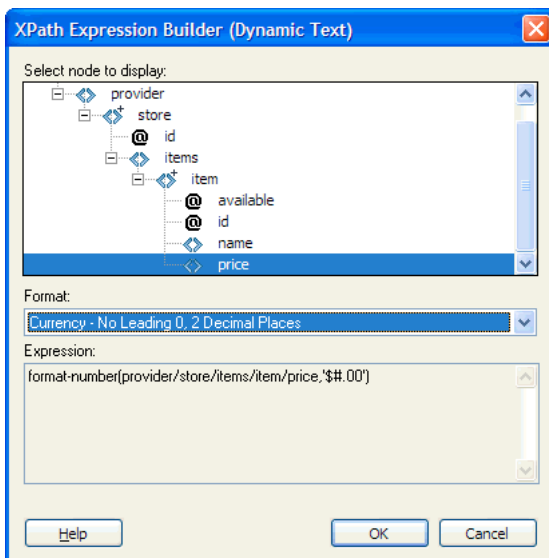 XPath Expression Builder (Dynamic Text)
Select node to display:
provider
store
@ id
items
item
@ available
@ id
name
price
Format:
Currency - No Leading 0, 2 Decimal Places
Expression:
format-number(provider/store/items/item/price,'$#.00')
Help OK Cancel